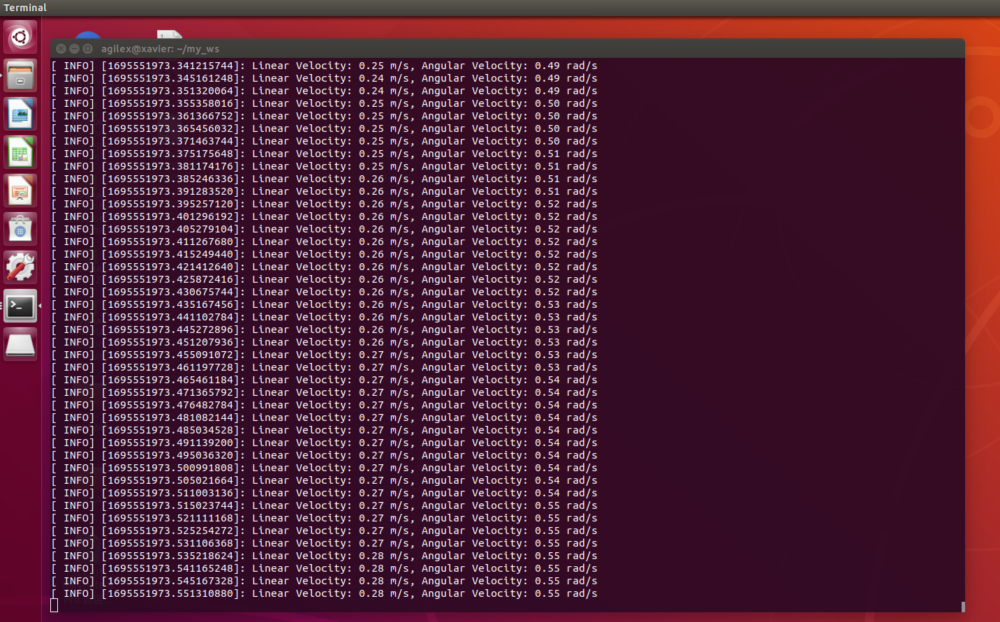 Terminal
agilex@xavier: ~/my_ws
[ INFO] [1695551973.341215744]: Linear Velocity: 0.25 m/s, Angular Velocity: 0.49 rad/s
[ INFO] [1695551973.345161248]: Linear Velocity: 0.24 m/s, Angular Velocity: 0.49 rad/s
[ INFO] [1695551973.351320064]: Linear Velocity: 0.24 m/s, Angular Velocity: 0.49 rad/s
[ INFO] [1695551973.355358016]: Linear Velocity: 0.25 m/s, Angular Velocity: 0.50 rad/s
[ INFO] [1695551973.361366752]: Linear Velocity: 0.25 m/s, Angular Velocity: 0.50 rad/s
[ INFO] [1695551973.365456032]: Linear Velocity: 0.25 m/s, Angular Velocity: 0.50 rad/s
[ INFO] [1695551973.371463744]: Linear Velocity: 0.25 m/s, Angular Velocity: 0.50 rad/s
[ INFO] [1695551973.375175648]: Linear Velocity: 0.25 m/s, Angular Velocity: 0.51 rad/s
[ INFO] [1695551973.381174176]: Linear Velocity: 0.25 m/s, Angular Velocity: 0.51 rad/s
[ INFO] [1695551973.385246336]: Linear Velocity: 0.26 m/s, Angular Velocity: 0.51 rad/s
[ INFO] [1695551973.391283520]: Linear Velocity: 0.26 m/s, Angular Velocity: 0.51 rad/s
[ INFO] [1695551973.395257120]: Linear Velocity: 0.26 m/s, Angular Velocity: 0.52 rad/s
[ INFO] [1695551973.401296192]: Linear Velocity: 0.26 m/s, Angular Velocity: 0.52 rad/s
[ INFO] [1695551973.405279104]: Linear Velocity: 0.26 m/s, Angular Velocity: 0.52 rad/s
[ INFO] [1695551973.411267680]: Linear Velocity: 0.26 m/s, Angular Velocity: 0.52 rad/s
[ INFO] [1695551973.415249440]: Linear Velocity: 0.26 m/s, Angular Velocity: 0.52 rad/s
[ INFO] [1695551973.421412640]: Linear Velocity: 0.26 m/s, Angular Velocity: 0.52 rad/s
[ INFO] [1695551973.425872416]: Linear Velocity: 0.26 m/s, Angular Velocity: 0.52 rad/s
[ INFO] [1695551973.430675744]: Linear Velocity: 0.26 m/s, Angular Velocity: 0.52 rad/s
[ INFO] [1695551973.435167456]: Linear Velocity: 0.26 m/s, Angular Velocity: 0.53 rad/s
[ INFO] [1695551973.441102784]: Linear Velocity: 0.26 m/s, Angular Velocity: 0.53 rad/s
[ INFO] [1695551973.445272896]: Linear Velocity: 0.26 m/s, Angular Velocity: 0.53 rad/s
[ INFO] [1695551973.451207936]: Linear Velocity: 0.26 m/s, Angular Velocity: 0.53 rad/s
[ INFO] [1695551973.455091072]: Linear Velocity: 0.27 m/s, Angular Velocity: 0.53 rad/s
[ INFO] [1695551973.461197728]: Linear Velocity: 0.27 m/s, Angular Velocity: 0.53 rad/s
[ INFO] [1695551973.465461184]: Linear Velocity: 0.27 m/s, Angular Velocity: 0.54 rad/s
[ INFO] [1695551973.471365792]: Linear Velocity: 0.27 m/s, Angular Velocity: 0.54 rad/s
[ INFO] [1695551973.476482784]: Linear Velocity: 0.27 m/s, Angular Velocity: 0.54 rad/s
[ INFO] [1695551973.481082144]: Linear Velocity: 0.27 m/s, Angular Velocity: 0.54 rad/s
[ INFO] [1695551973.485034528]: Linear Velocity: 0.27 m/s, Angular Velocity: 0.54 rad/s
[ INFO] [1695551973.491139200]: Linear Velocity: 0.27 m/s, Angular Velocity: 0.54 rad/s
[ INFO] [1695551973.495036320]: Linear Velocity: 0.27 m/s, Angular Velocity: 0.54 rad/s
[ INFO] [1695551973.500991808]: Linear Velocity: 0.27 m/s, Angular Velocity: 0.54 rad/s
[ INFO] [1695551973.505021664]: Linear Velocity: 0.27 m/s, Angular Velocity: 0.54 rad/s
[ INFO] [1695551973.511003136]: Linear Velocity: 0.27 m/s, Angular Velocity: 0.54 rad/s
[ INFO] [1695551973.515023744]: Linear Velocity: 0.27 m/s, Angular Velocity: 0.55 rad/s
[ INFO] [1695551973.521111168]: Linear Velocity: 0.27 m/s, Angular Velocity: 0.55 rad/s
[ INFO] [1695551973.525254272]: Linear Velocity: 0.27 m/s, Angular Velocity: 0.55 rad/s
[ INFO] [1695551973.531106368]: Linear Velocity: 0.27 m/s, Angular Velocity: 0.55 rad/s
[ INFO] [1695551973.535218624]: Linear Velocity: 0.28 m/s, Angular Velocity: 0.55 rad/s
[ INFO] [1695551973.541165248]: Linear Velocity: 0.28 m/s, Angular Velocity: 0.55 rad/s
[ INFO] [1695551973.545167328]: Linear Velocity: 0.28 m/s, Angular Velocity: 0.55 rad/s
[ INFO] [1695551973.551310880]: Linear Velocity: 0.28 m/s, Angular Velocity: 0.55 rad/s